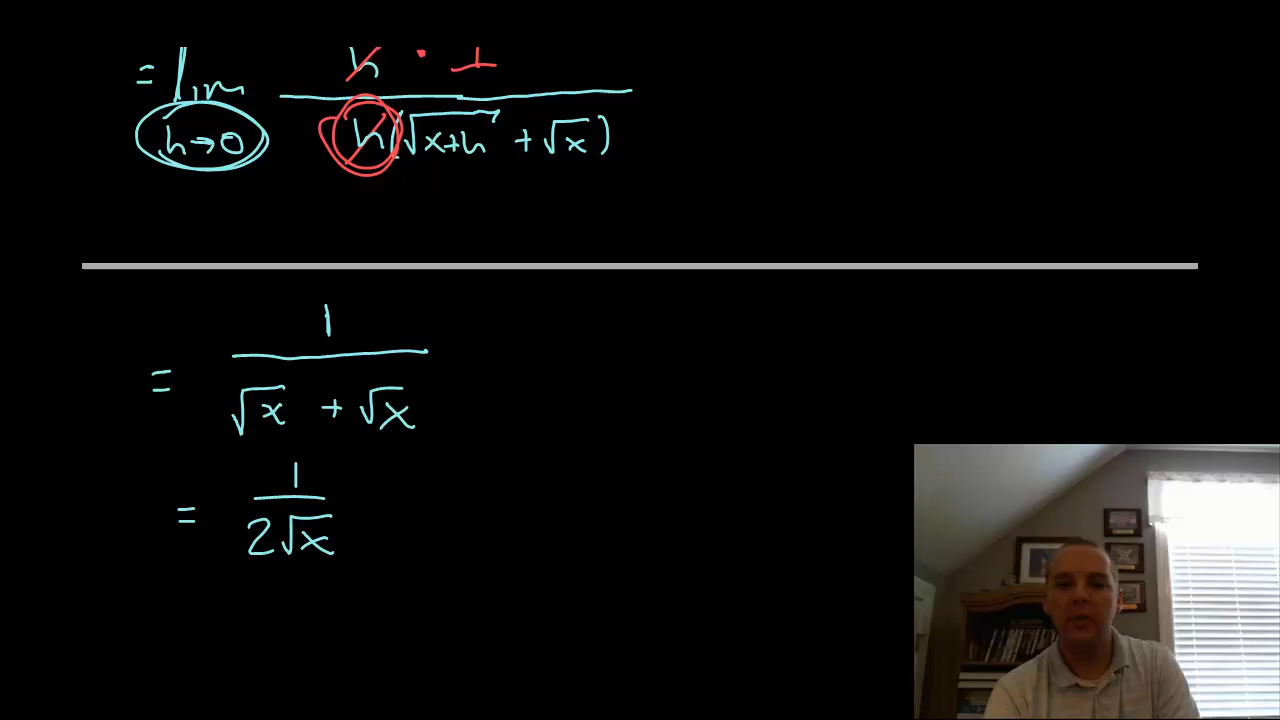 = lim h · 1
h→0 h(√x+h + √x)
= 1
√x + √x
= 1
2√x